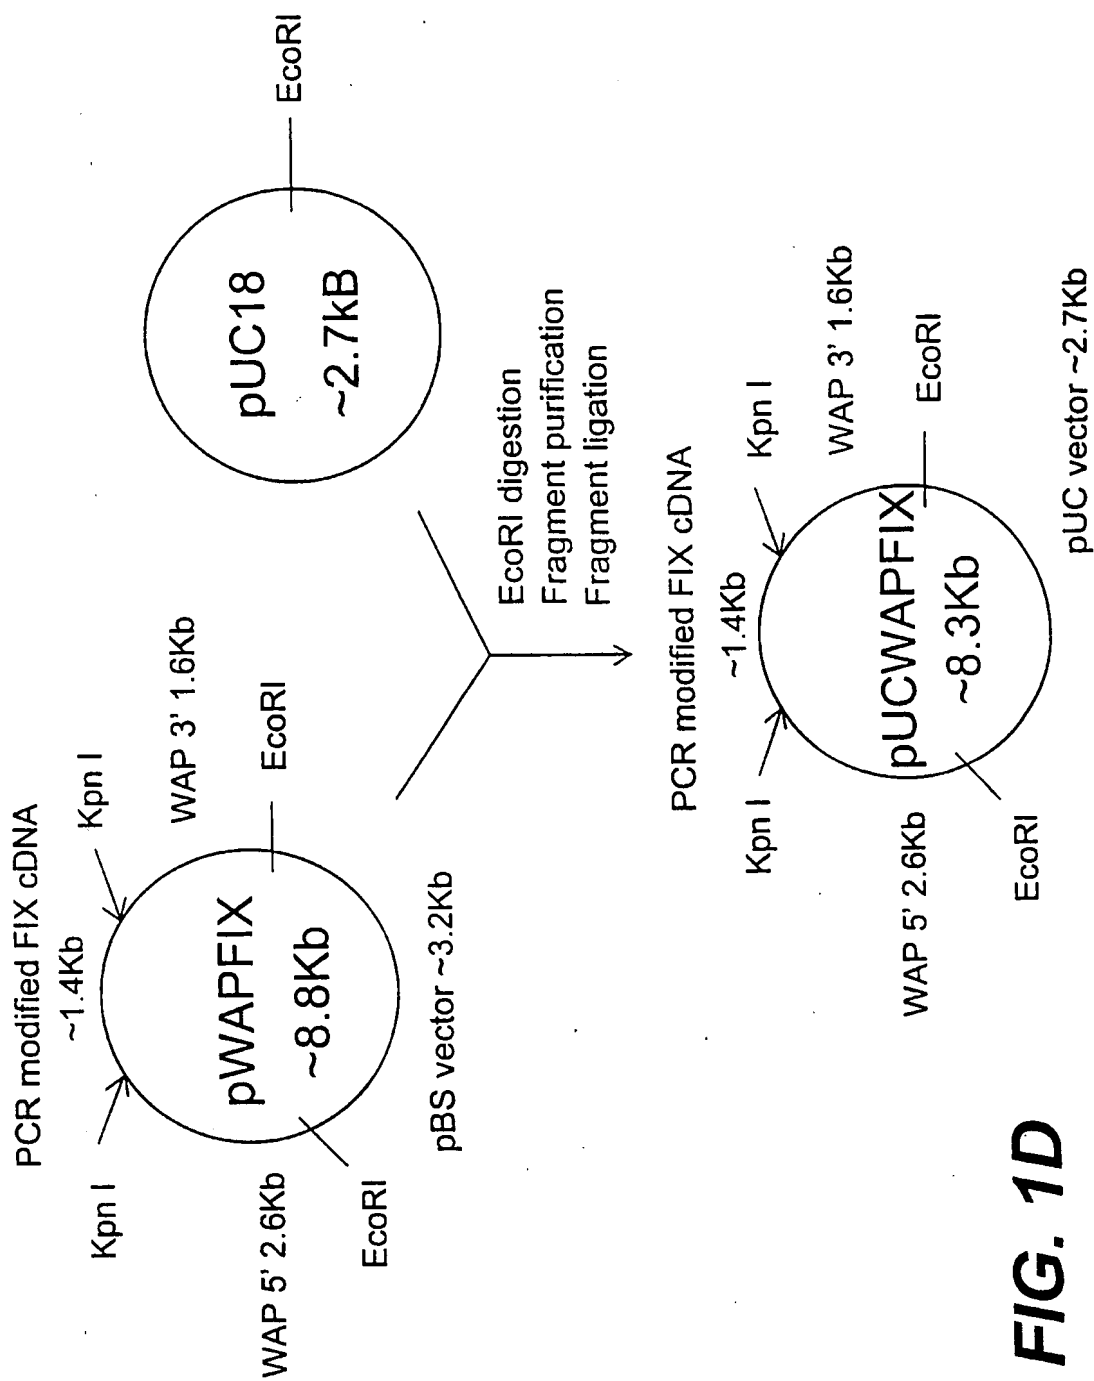 PCR modified FIX cDNA
~1.4Kb
Kpn I
Kpn I
WAP 5' 2.6Kb
WAP 3' 1.6Kb
pWAPFIX
~8.8Kb
EcoRI
EcoRI
pBS vector ~3.2Kb
pUC18
~2.7kB
EcoRI
EcoRI digestion
Fragment purification
Fragment ligation
PCR modified FIX cDNA
~1.4Kb
Kpn I
Kpn I
WAP 5' 2.6Kb
WAP 3' 1.6Kb
pUCWAPFIX
~8.3Kb
EcoRI
EcoRI
pUC vector ~2.7Kb
FIG. 1D